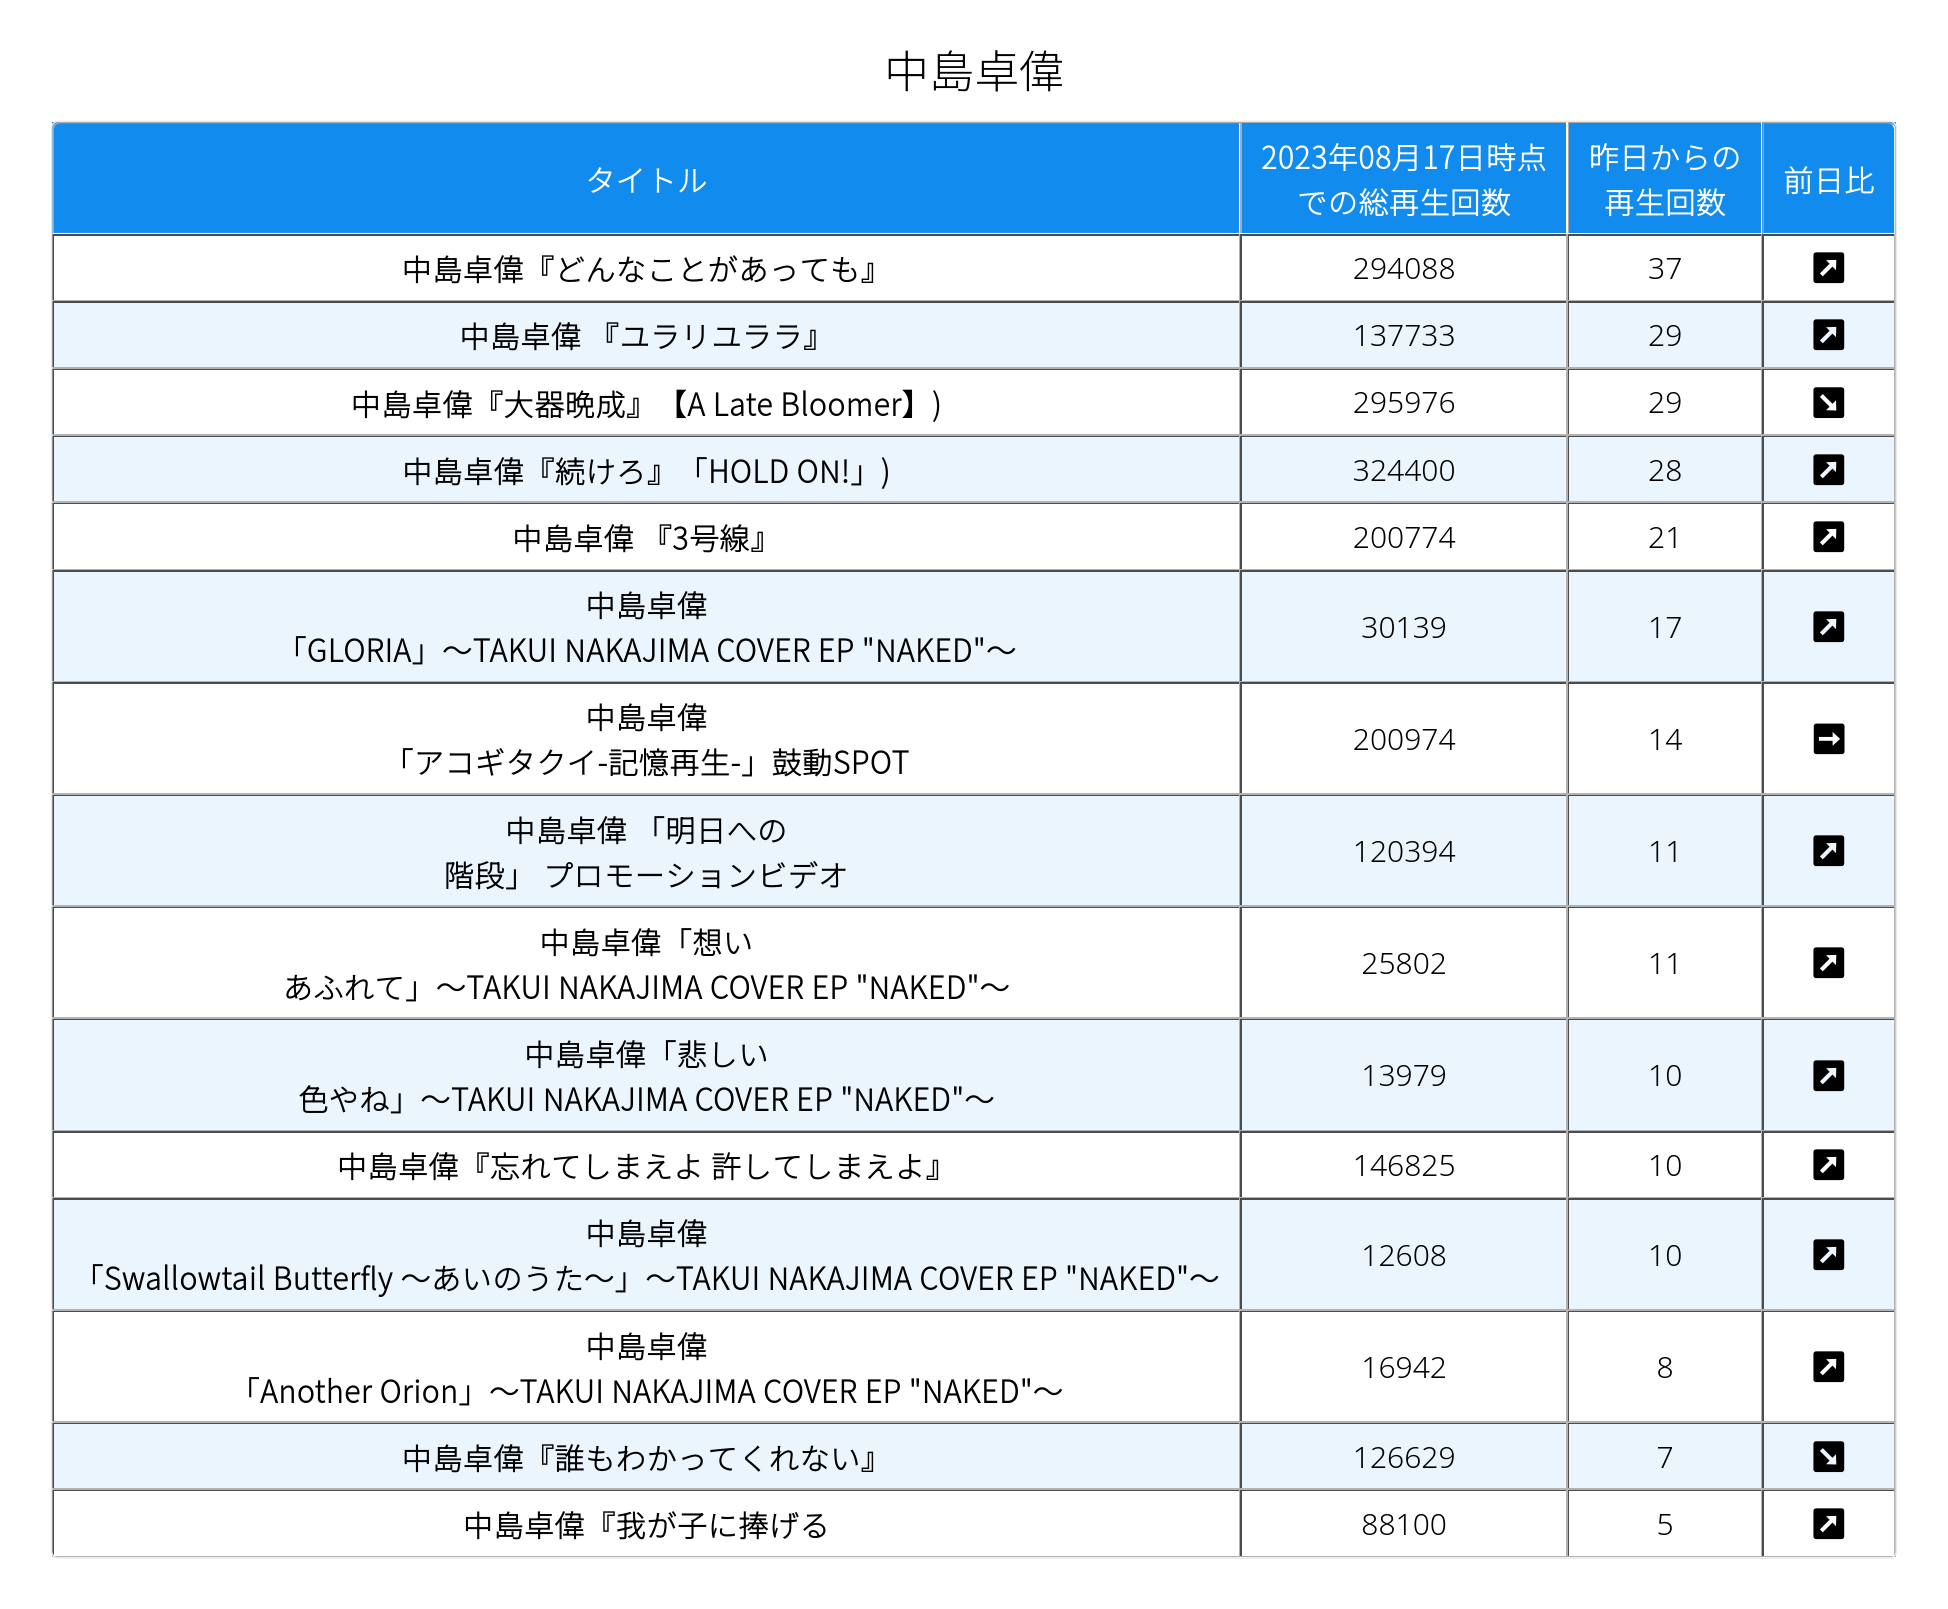 中島卓偉
タイトル
2023年08月17日時点
での総再生回数
昨日からの
再生回数
前日比
中島卓偉『どんなことがあっても』 294088 37
中島卓偉 『ユラリユララ』 137733 29
中島卓偉『大器晩成』【A Late Bloomer】) 295976 29
中島卓偉『続けろ』「HOLD ON!」) 324400 28
中島卓偉 『3号線』 200774 21
中島卓偉
「GLORIA」～TAKUI NAKAJIMA COVER EP "NAKED"～ 30139 17
中島卓偉
「アコギタクイ-記憶再生-」鼓動SPOT 200974 14
中島卓偉 「明日への
階段」 プロモーションビデオ 120394 11
中島卓偉「想い
あふれて」～TAKUI NAKAJIMA COVER EP "NAKED"～ 25802 11
中島卓偉「悲しい
色やね」～TAKUI NAKAJIMA COVER EP "NAKED"～ 13979 10
中島卓偉『忘れてしまえよ 許してしまえよ』 146825 10
中島卓偉
「Swallowtail Butterfly ～あいのうた～」～TAKUI NAKAJIMA COVER EP "NAKED"～ 12608 10
中島卓偉
「Another Orion」～TAKUI NAKAJIMA COVER EP "NAKED"～ 16942 8
中島卓偉『誰もわかってくれない』 126629 7
中島卓偉『我が子に捧げる 88100 5